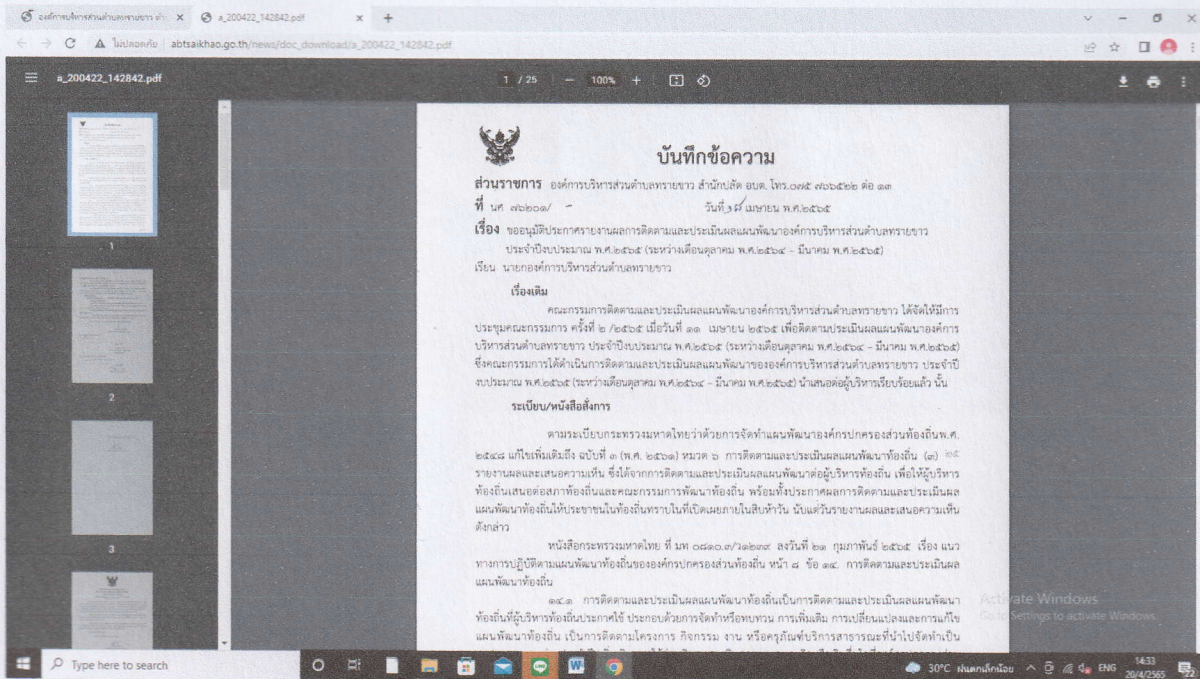 องค์การบริหารส่วนตำบลทรายขาว ตำ
a_200422_142842.pdf
ไม่ปลอดภัย abtsaikhao.go.th/news/doc_download/a_200422_142842.pdf
a_200422_142842.pdf
1 / 25
100%
1
2
3
บันทึกข้อความ
ส่วนราชการ องค์การบริหารส่วนตำบลทรายขาว สำนักปลัด อบต. โทร.๐๗๕ ๗๖๖๕๒๒ ต่อ ๑๓
ที่ นศ ๗๖๒๐๑/ -
วันที่ ๑๘ เมษายน พ.ศ.๒๕๖๕
เรื่อง ขออนุมัติประกาศรายงานผลการติดตามและประเมินผลแผนพัฒนาองค์การบริหารส่วนตำบลทรายขาว
ประจำปีงบประมาณ พ.ศ.๒๕๖๕ (ระหว่างเดือนตุลาคม พ.ศ.๒๕๖๔ – มีนาคม พ.ศ.๒๕๖๕)
เรียน นายกองค์การบริหารส่วนตำบลทรายขาว
เรื่องเดิม
คณะกรรมการติดตามและประเมินผลแผนพัฒนาองค์การบริหารส่วนตำบลทรายขาว ได้จัดให้มีการ
ประชุมคณะกรรมการ ครั้งที่ ๒ /๒๕๖๕ เมื่อวันที่ ๑๑ เมษายน ๒๕๖๕ เพื่อติดตามประเมินผลแผนพัฒนาองค์การ
บริหารส่วนตำบลทรายขาว ประจำปีงบประมาณ พ.ศ.๒๕๖๕ (ระหว่างเดือนตุลาคม พ.ศ.๒๕๖๔ – มีนาคม พ.ศ.๒๕๖๕)
ซึ่งคณะกรรมการได้ดำเนินการติดตามและประเมินผลแผนพัฒนาขององค์การบริหารส่วนตำบลทรายขาว ประจำปี
งบประมาณ พ.ศ.๒๕๖๕ (ระหว่างเดือนตุลาคม พ.ศ.๒๕๖๔ – มีนาคม พ.ศ.๒๕๖๕) นำเสนอต่อผู้บริหารเรียบร้อยแล้ว นั้น
ระเบียบ/หนังสือสั่งการ
ตามระเบียบกระทรวงมหาดไทยว่าด้วยการจัดทำแผนพัฒนาองค์กรปกครองส่วนท้องถิ่นพ.ศ.
๒๕๔๘ แก้ไขเพิ่มเติมถึง ฉบับที่ ๓ (พ.ศ. ๒๕๖๑) หมวด ๖ การติดตามและประเมินผลแผนพัฒนาท้องถิ่น (๓)
รายงานผลและเสนอความเห็น ซึ่งได้จากการติดตามและประเมินผลแผนพัฒนาต่อผู้บริหารท้องถิ่น เพื่อให้ผู้บริหาร
ท้องถิ่นเสนอต่อสภาท้องถิ่นและคณะกรรมการพัฒนาท้องถิ่น พร้อมทั้งประกาศผลการติดตามและประเมินผล
แผนพัฒนาท้องถิ่นให้ประชาชนในท้องถิ่นทราบในที่เปิดเผยภายในสิบห้าวัน นับแต่วันรายงานผลและเสนอความเห็น
ดังกล่าว
หนังสือกระทรวงมหาดไทย ที่ มท ๐๘๑๐.๓/ว๑๒๓๙ ลงวันที่ ๒๑ กุมภาพันธ์ ๒๕๖๕ เรื่อง แนว
ทางการปฏิบัติตามแผนพัฒนาท้องถิ่นขององค์กรปกครองส่วนท้องถิ่น หน้า ๘ ข้อ ๑๔. การติดตามและประเมินผล
แผนพัฒนาท้องถิ่น
๑๔.๑ การติดตามและประเมินผลแผนพัฒนาท้องถิ่นเป็นการติดตามและประเมินผลแผนพัฒนา
ท้องถิ่นที่ผู้บริหารท้องถิ่นประกาศใช้ ประกอบด้วยการจัดทำหรือทบทวน การเพิ่มเติม การเปลี่ยนแปลงและการแก้ไข
แผนพัฒนาท้องถิ่น เป็นการติดตามโครงการ กิจกรรม งาน หรือครุภัณฑ์บริการสาธารณะที่นำไปจัดทำเป็น
Activate Windows
Go to Settings to activate Windows.
Type here to search
30°C ฝนตกเล็กน้อย
ENG
14:33
20/4/2565
22